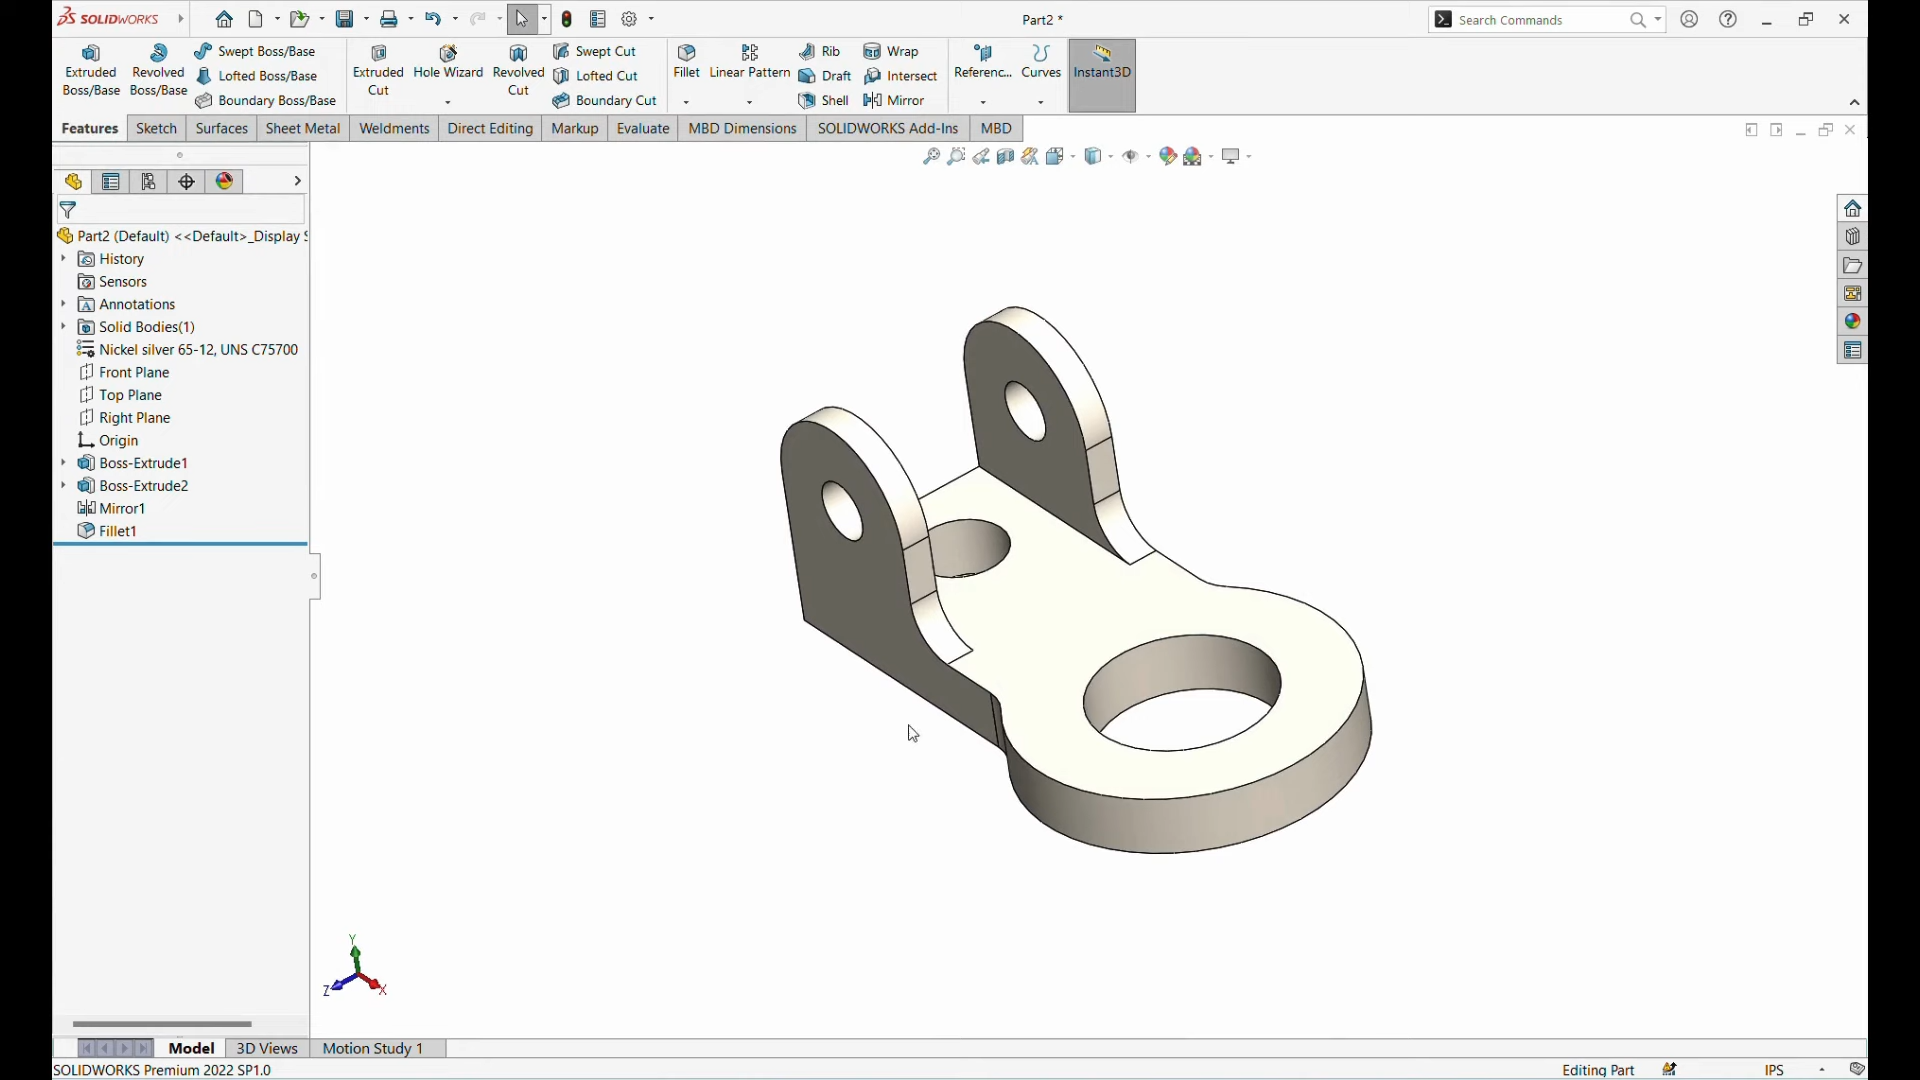 SOLIDWORKS
Part2 *
Search Commands
Extruded Boss/Base
Revolved Boss/Base
Swept Boss/Base
Lofted Boss/Base
Boundary Boss/Base
Extruded Cut
Hole Wizard
Revolved Cut
Swept Cut
Lofted Cut
Boundary Cut
Fillet
Linear Pattern
Rib
Draft
Shell
Wrap
Intersect
Mirror
Referenc...
Curves
Instant3D
Features
Sketch
Surfaces
Sheet Metal
Weldments
Direct Editing
Markup
Evaluate
MBD Dimensions
SOLIDWORKS Add-Ins
MBD
Part2 (Default) <<Default>_Display S
History
Sensors
Annotations
Solid Bodies(1)
Nickel silver 65-12, UNS C75700
Front Plane
Top Plane
Right Plane
Origin
Boss-Extrude1
Boss-Extrude2
Mirror1
Fillet1
Y
Z
X
Model
3D Views
Motion Study 1
SOLIDWORKS Premium 2022 SP1.0
Editing Part
IPS